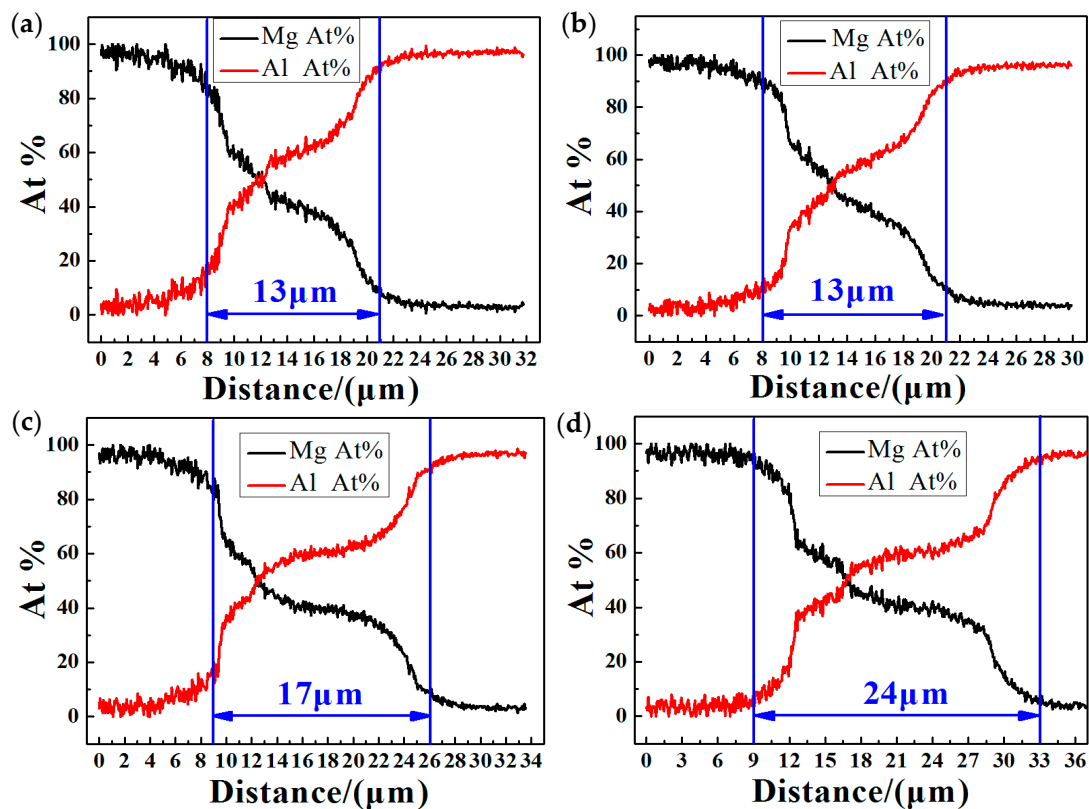 (a)
Mg At%
Al At%
At %
100
80
60
40
20
0
13μm
0 2 4 6 8 10 12 14 16 18 20 22 24 26 28 30 32
Distance/(μm)
(b)
Mg At%
Al At%
At %
100
80
60
40
20
0
13μm
0 2 4 6 8 10 12 14 16 18 20 22 24 26 28 30
Distance/(μm)
(c)
Mg At%
Al At%
At %
100
80
60
40
20
0
17μm
0 2 4 6 8 10 12 14 16 18 20 22 24 26 28 30 32 34
Distance/(μm)
(d)
Mg At%
Al At%
At %
100
80
60
40
20
0
24μm
0 3 6 9 12 15 18 21 24 27 30 33 36
Distance/(μm)